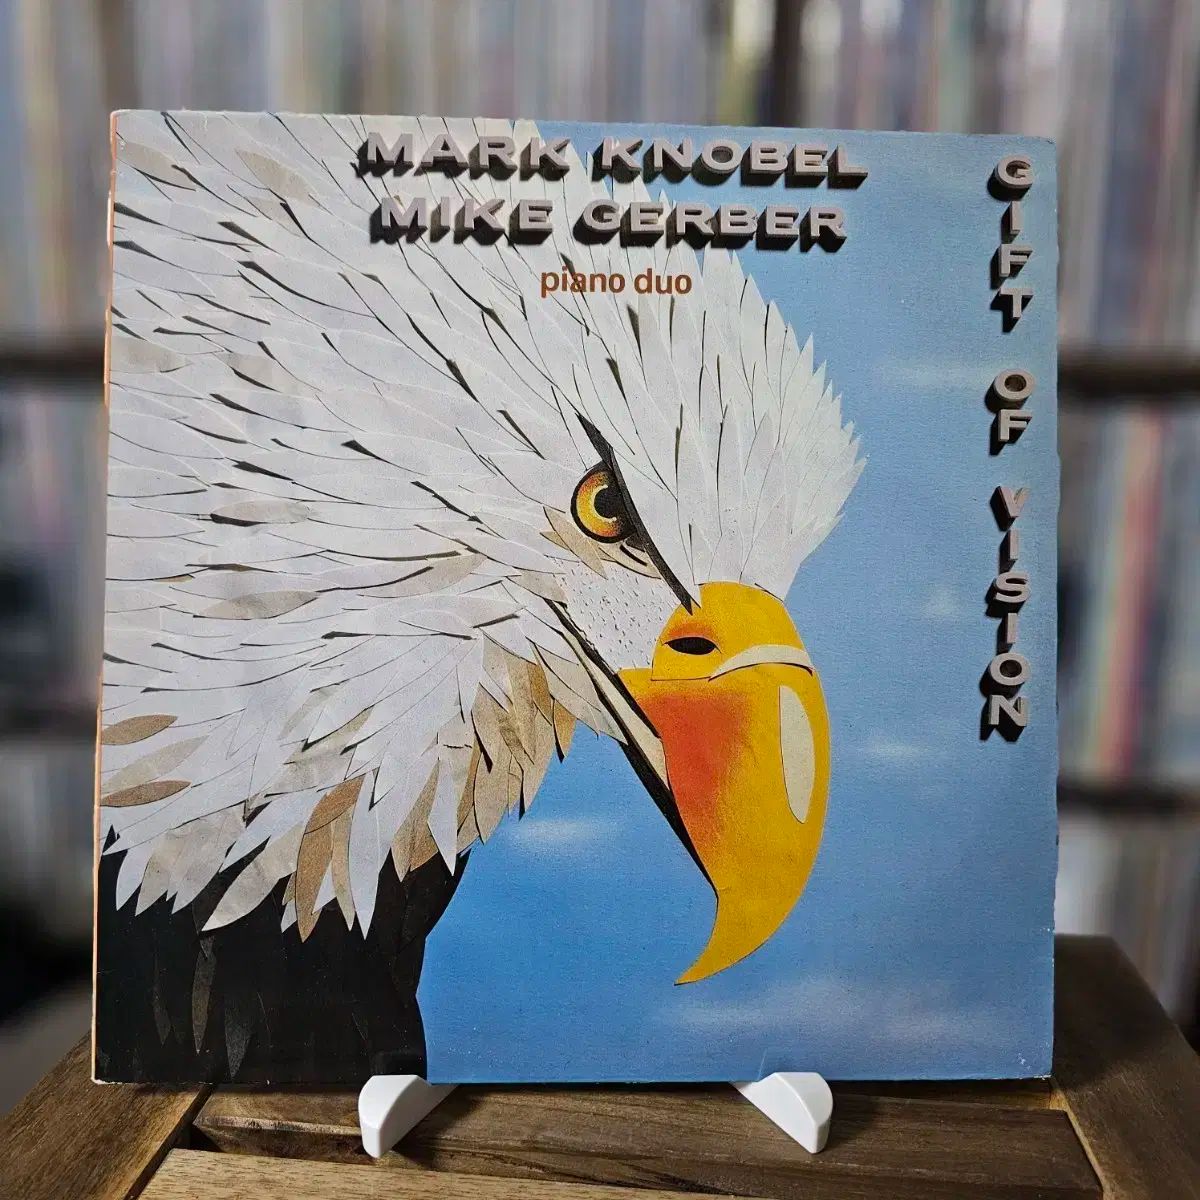 MARK KNOBEL
MIKE GERBER
piano duo
GIFT OF VISION